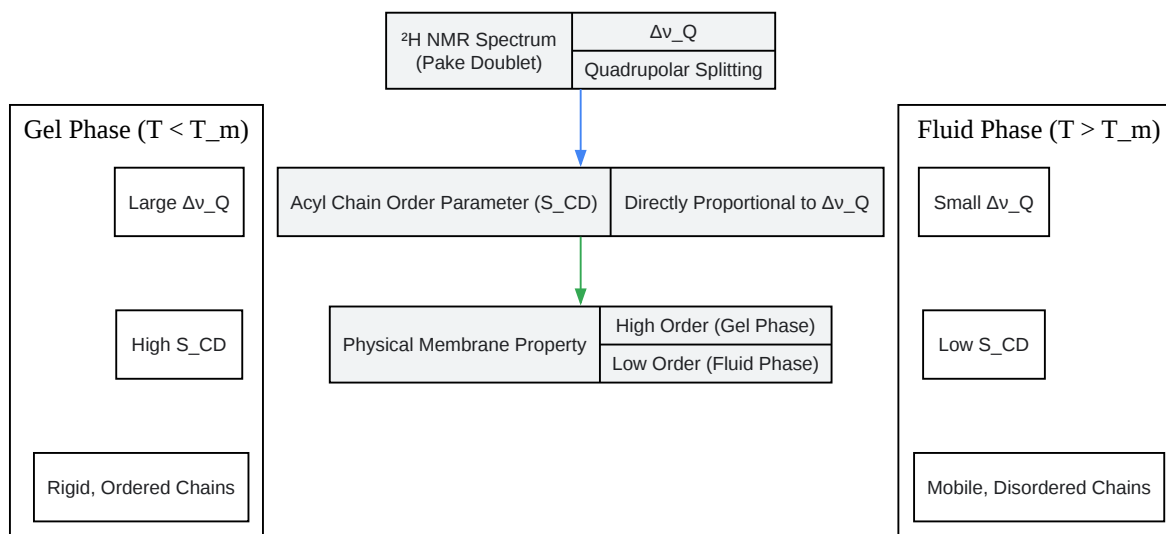 ²H NMR Spectrum
(Pake Doublet)
Δν_Q
Quadrupolar Splitting
Gel Phase (T < T_m)
Fluid Phase (T > T_m)
Large Δν_Q
Acyl Chain Order Parameter (S_CD)
Directly Proportional to Δν_Q
Small Δν_Q
High S_CD
Physical Membrane Property
High Order (Gel Phase)
Low Order (Fluid Phase)
Low S_CD
Rigid, Ordered Chains
Mobile, Disordered Chains